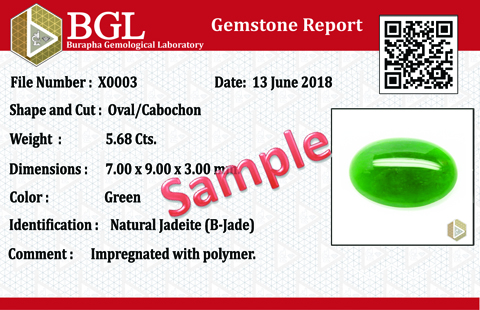 BGL
Burapha Gemological Laboratory
Gemstone Report
File Number : X0003
Date: 13 June 2018
Shape and Cut : Oval/Cabochon
Weight : 5.68 Cts.
Dimensions : 7.00 x 9.00 x 3.00 mm.
Color : Green
Identification : Natural Jadeite (B-Jade)
Comment : Impregnated with polymer.
Sample